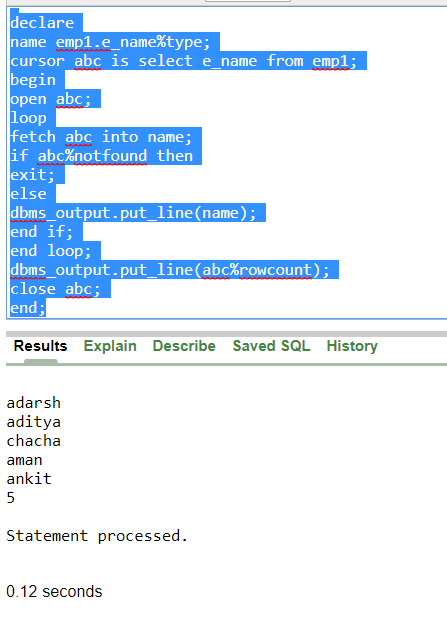 declare
name emp1.e_name%type;
cursor abc is select e_name from emp1;
begin
open abc;
loop
fetch abc into name;
if abc%notfound then
exit;
else
dbms_output.put_line(name);
end if;
end loop;
dbms_output.put_line(abc%rowcount);
close abc;
end;
Results Explain Describe Saved SQL History
adarsh
aditya
chacha
aman
ankit
5
Statement processed.
0.12 seconds